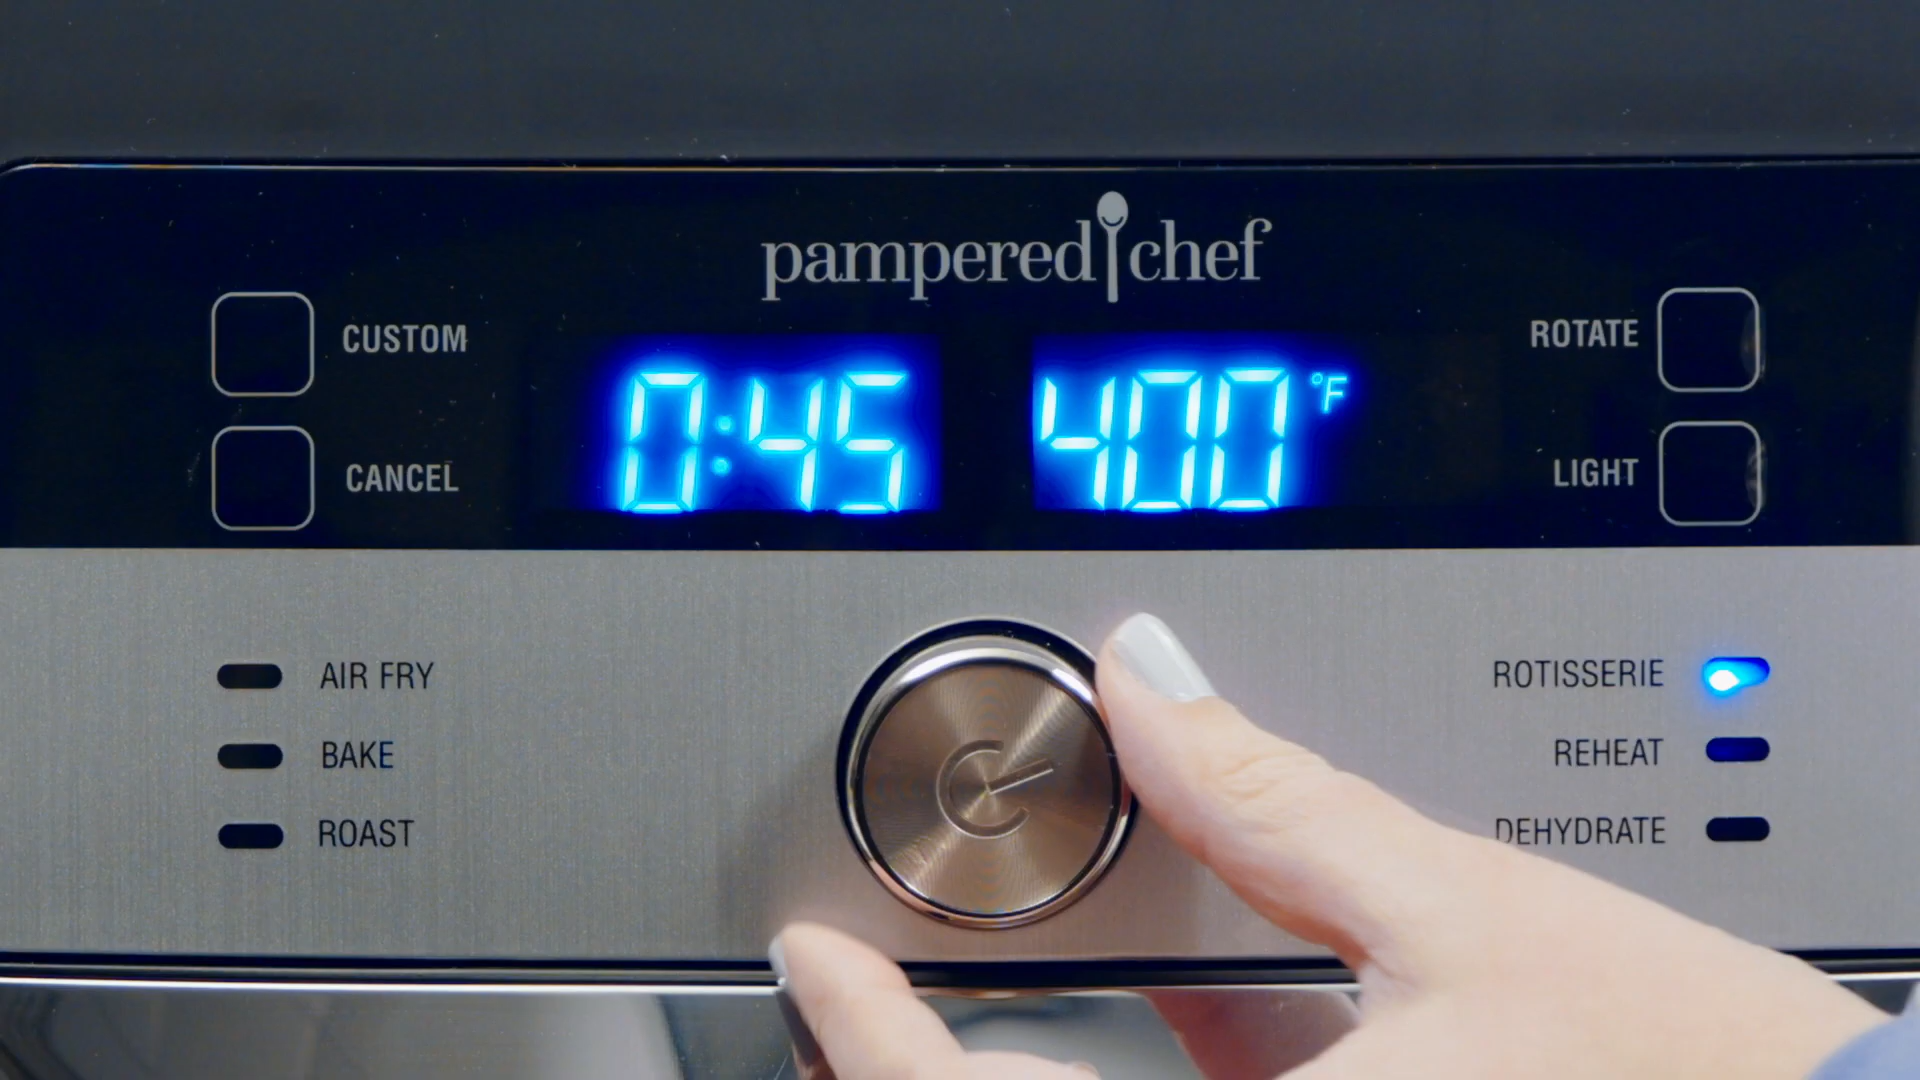 pampered chef
CUSTOM
0:45
400 °F
ROTATE
CANCEL
LIGHT
AIR FRY
ROTISSERIE
BAKE
REHEAT
ROAST
DEHYDRATE